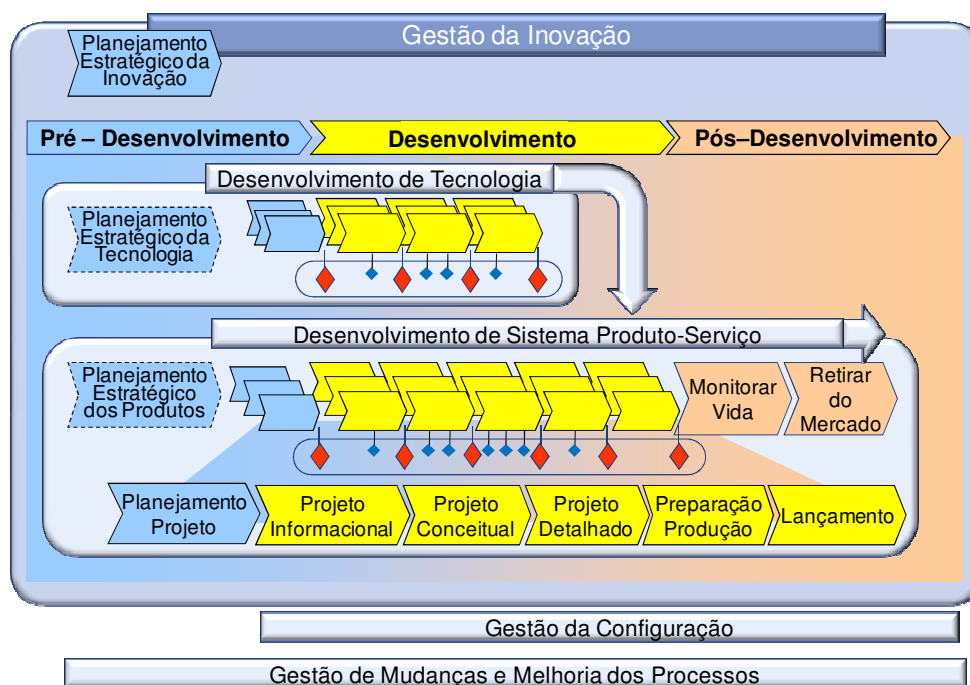 Gestão da Inovação
Planejamento
Estratégico da
Inovação
Pré – Desenvolvimento
Desenvolvimento
Pós–Desenvolvimento
Desenvolvimento de Tecnologia
Planejamento
Estratégico da
Tecnologia
Desenvolvimento de Sistema Produto-Serviço
Planejamento
Estratégico
dos Produtos
Monitorar
Vida
Retirar
do
Mercado
Planejamento
Projeto
Projeto
Informacional
Projeto
Conceitual
Projeto
Detalhado
Preparação
Produção
Lançamento
Gestão da Configuração
Gestão de Mudanças e Melhoria dos Processos